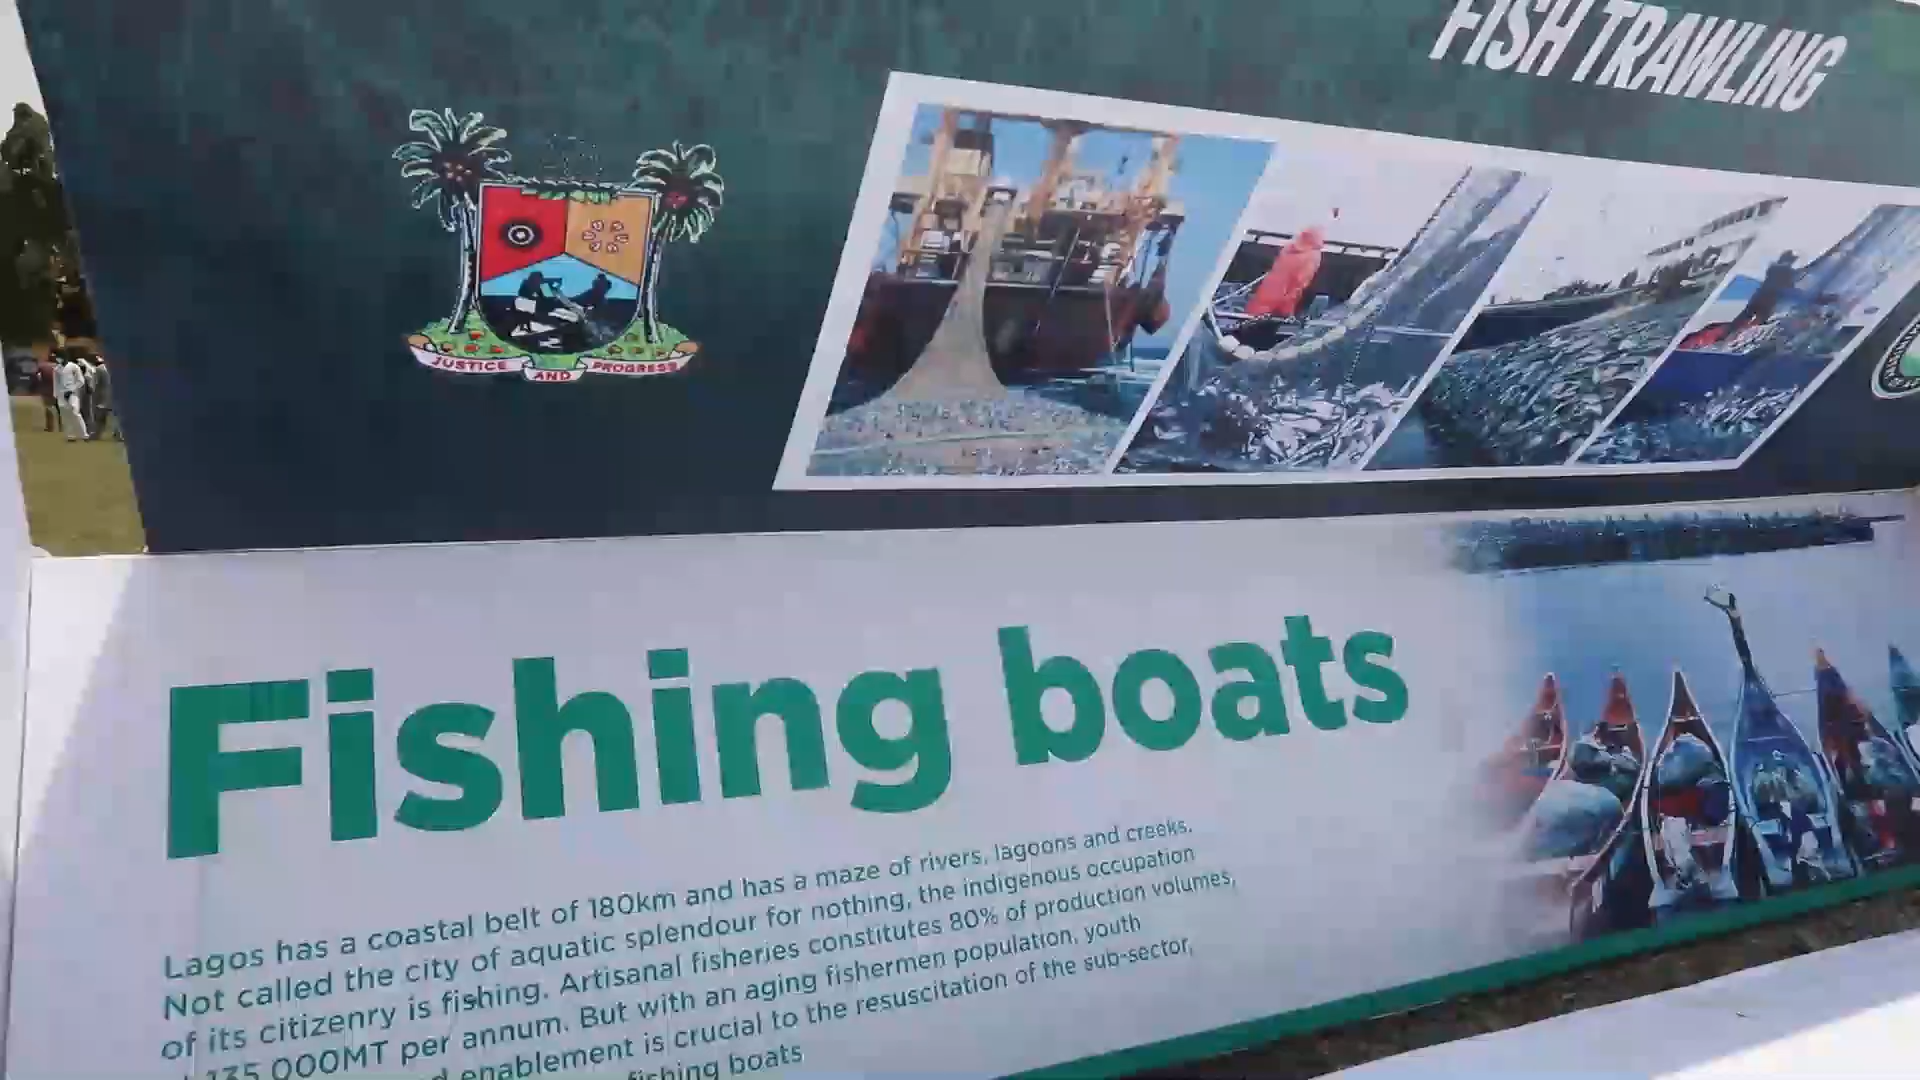 FISH TRAWLING
JUSTICE AND PROGRESS
Fishing boats
Lagos has a coastal belt of 180km and has a maze of rivers, lagoons and creeks.
Not called the city of aquatic splendour for nothing, the indigenous occupation
of its citizenry is fishing. Artisanal fisheries constitutes 80% of production volumes,
135,000MT per annum. But with an aging fishermen population, youth
enablement is crucial to the resuscitation of the sub-sector,
fishing boats